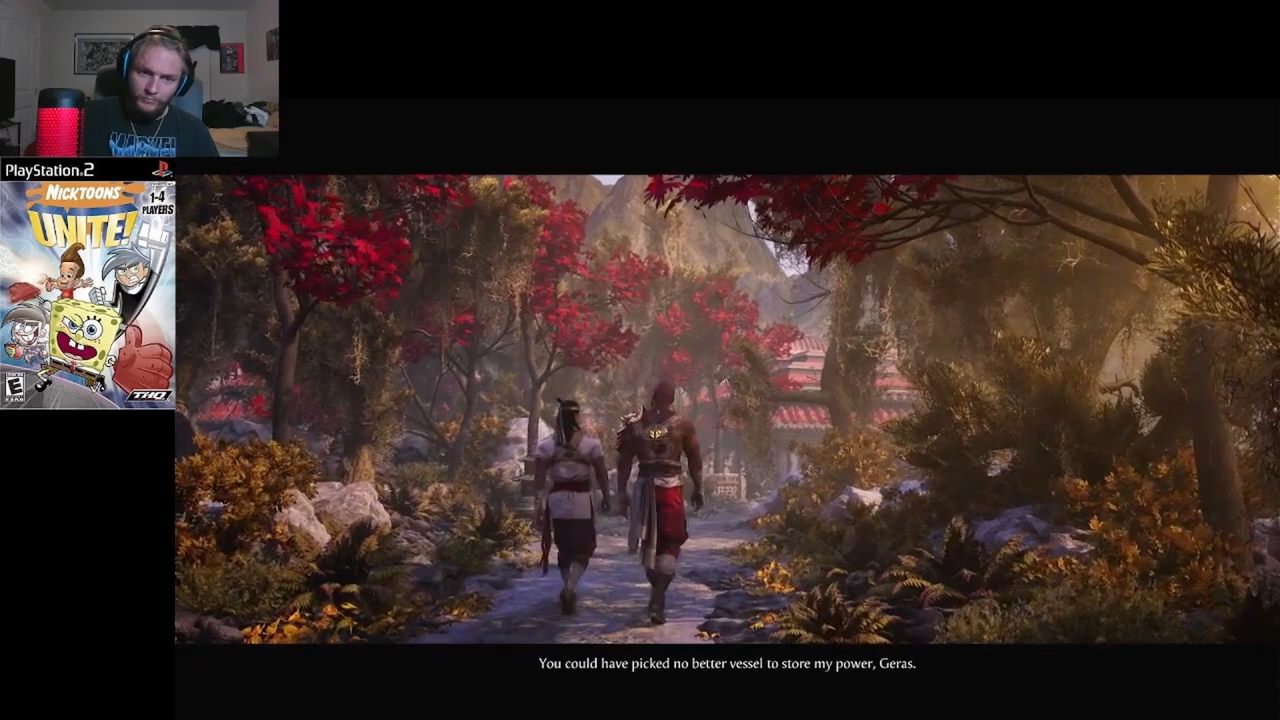 MARVEL
PlayStation®2
NICKTOONS
UNITE!
1-4
PLAYERS
E
THQ
You could have picked no better vessel to store my power, Geras.